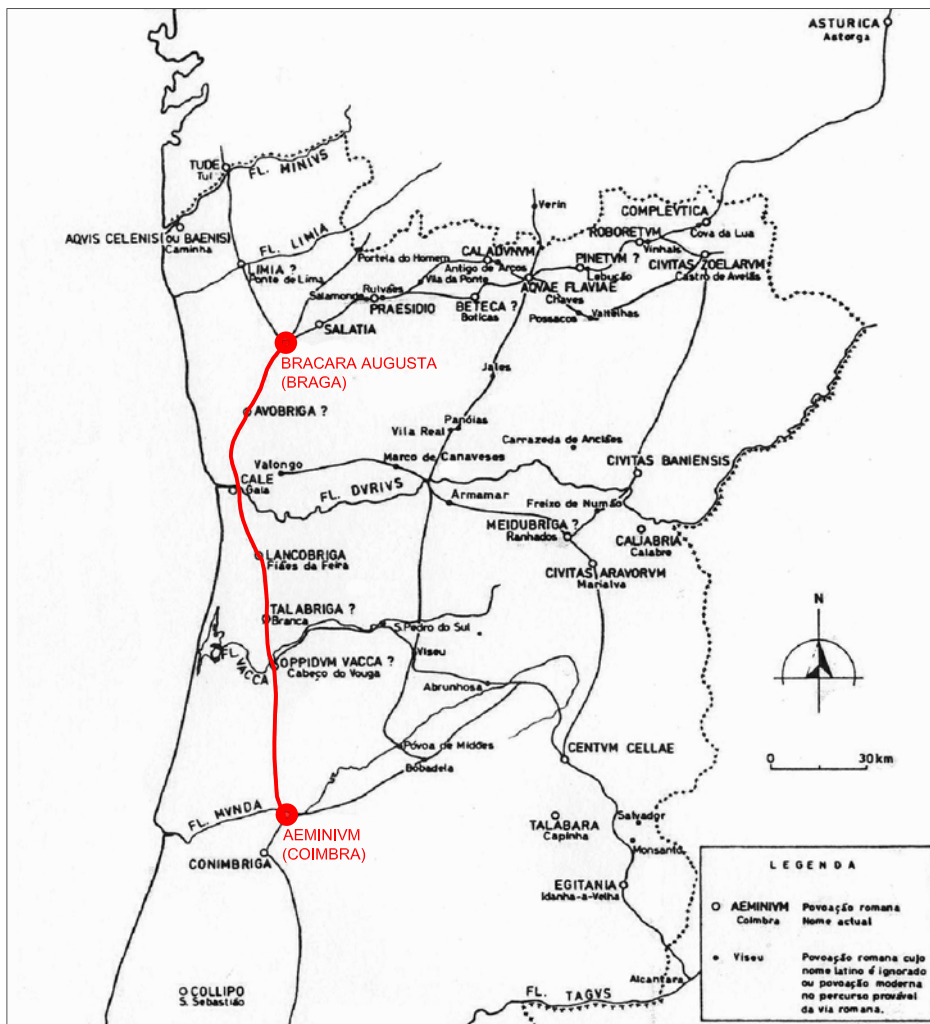 ASTURICA
Astorga
TUDE
Tui
FL. MINIVS
Verin
COMPLEVTICA
Cova da Lua
ROBORETVM
Vinhais
AQVIS CELENIS (ou BAENIS)
Caminha
FL. LIMIA
Portela do Homem
CALADVNVM
Antigo de Arcos
PINETVM ?
Lebução
CIVITAS ZOELARVM
Castro de Avelãs
LIMIA ?
Ponte de Lima
Vila da Ponte
AQVAE FLAVIAE
Chaves
Salamonde
Ruivães
PRAESIDIO
BETECA ?
Boticas
Possacos
Valtelhas
SALATIA
BRACARA AUGUSTA
(BRAGA)
Jales
AVOBRIGA ?
Panóias
Vila Real
Carrazeda de Anciães
Valongo
Marco de Canaveses
CIVITAS BANIENSIS
CALE
Gaia
FL. DVRIVS
Armamar
Freixo de Numão
MEIDUBRIGA ?
Ranhados
CALIABRIA
Calabre
LANCOBRIGA
Fiães da Feira
CIVITAS ARAVORVM
Marialva
TALABRIGA ?
Branca
S. Pedro do Sul
N
FL. VACCA
OPPIDVM VACCA ?
Cabeço do Vouga
Viseu
Abrunhosa
Póvoa de Midões
Bobadela
CENTVM CELLAE
0
30 km
FL. MVNDA
AEMINIVM
(COIMBRA)
TALABARA
Capinha
Salvador
Monsanto
CONIMBRIGA
EGITANIA
Idanha-a-Velha
LEGENDA
AEMINIVM Povoação romana
Coimbra Nome actual
Viseu Povoação romana cujo
nome latino é ignorado
ou povoação moderna
no percurso provável
da via romana.
Alcantara
COLLIPO
S. Sebastião
FL. TAGVS